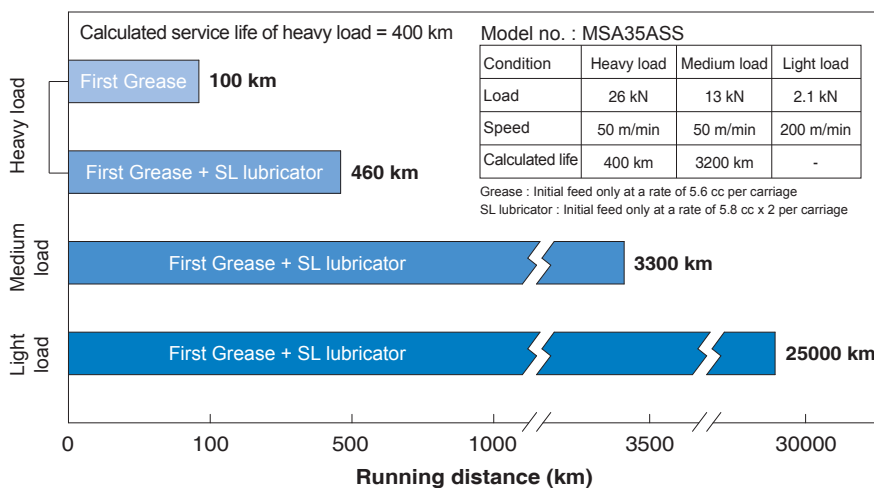 Calculated service life of heavy load = 400 km
Model no. : MSA35ASS
Condition Heavy load Medium load Light load
Load 26 kN 13 kN 2.1 kN
Speed 50 m/min 50 m/min 200 m/min
Calculated life 400 km 3200 km -
Grease : Initial feed only at a rate of 5.6 cc per carriage
SL lubricator : Initial feed only at a rate of 5.8 cc x 2 per carriage
Heavy load
First Grease 100 km
First Grease + SL lubricator 460 km
Medium
load
First Grease + SL lubricator 3300 km
Light
load
First Grease + SL lubricator 25000 km
0 100 500 1000 3500 30000
Running distance (km)